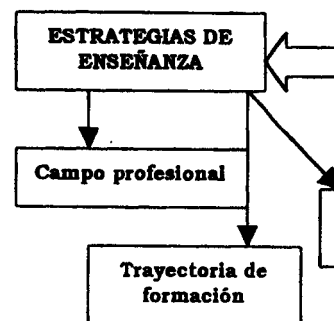 ESTRATEGIAS DE
ENSEÑANZA
Campo profesional
Trayectoria de
formación